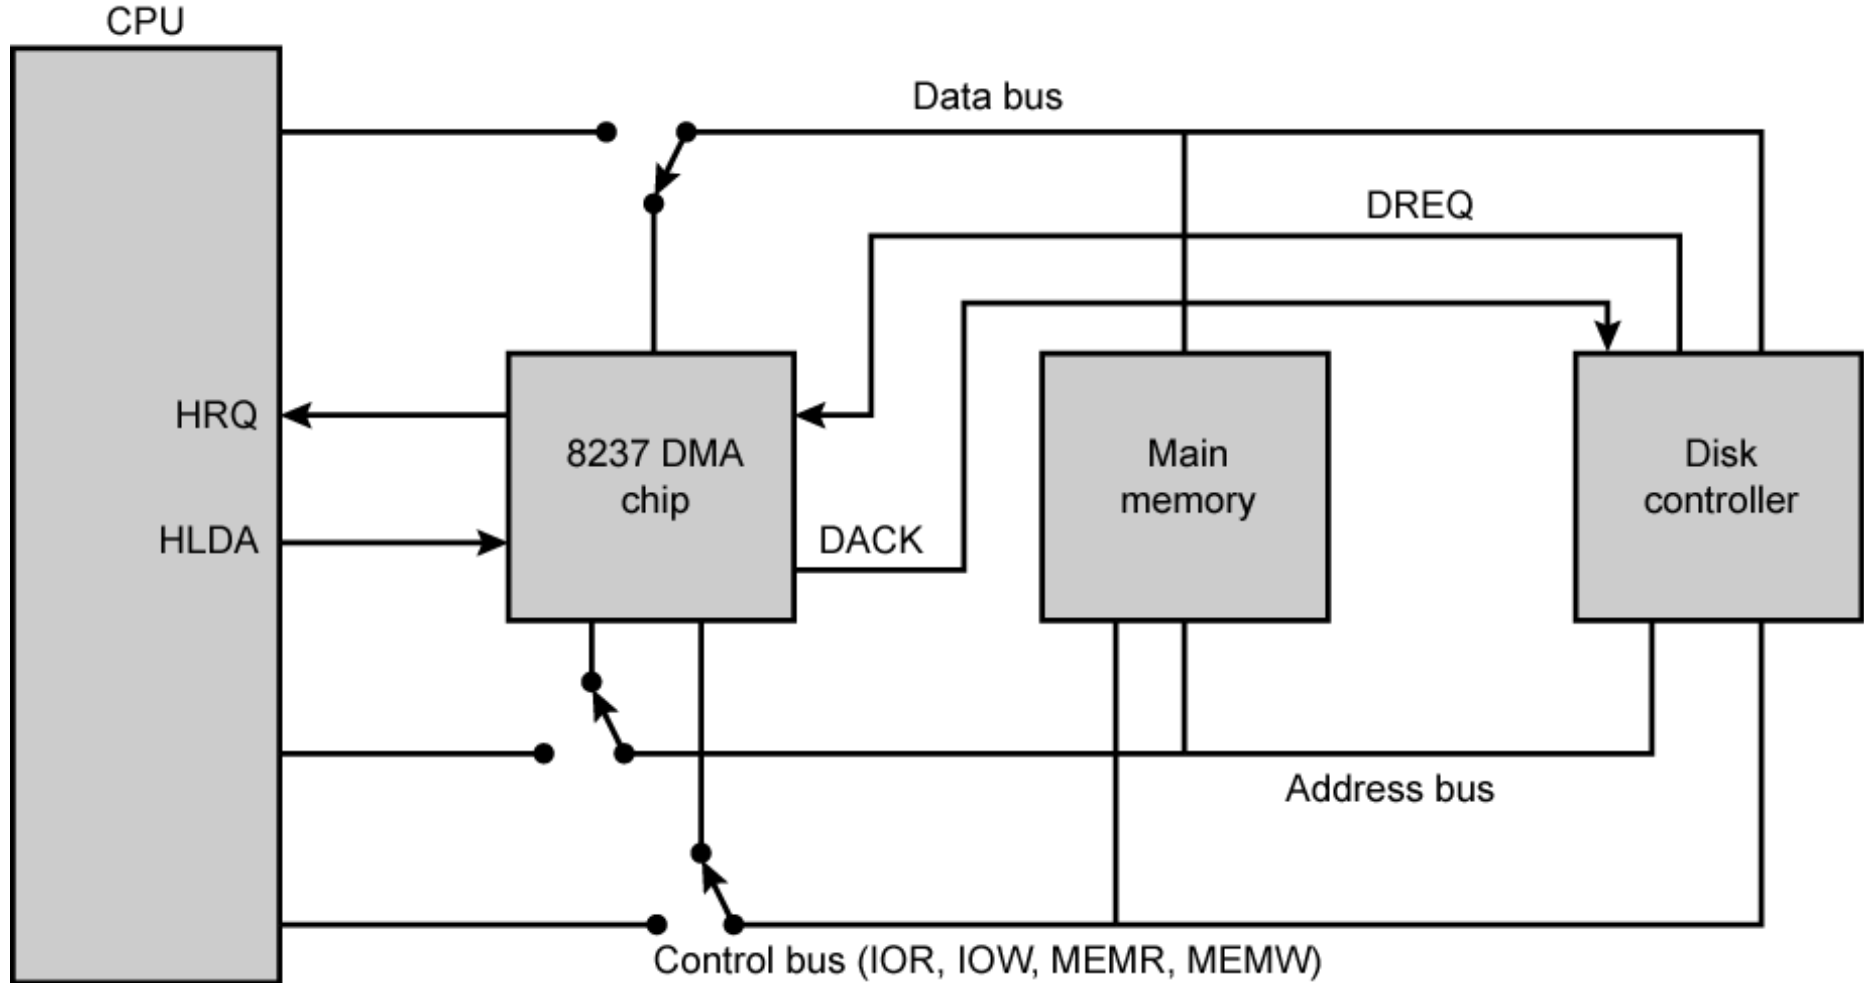 CPU
Data bus
DREQ
HRQ
8237 DMA
chip
Main
memory
Disk
controller
HLDA
DACK
Address bus
Control bus (IOR, IOW, MEMR, MEMW)